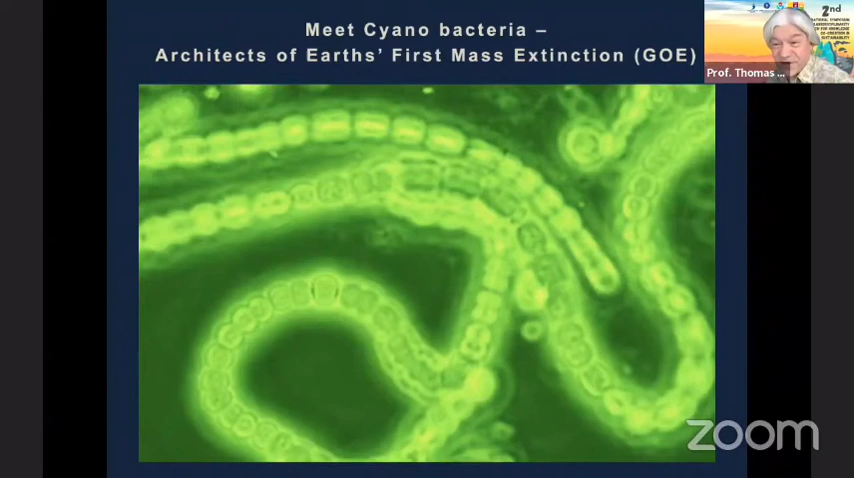 Meet Cyano bacteria –
Architects of Earths' First Mass Extinction (GOE)
2nd
Prof. Thomas ...
zoom